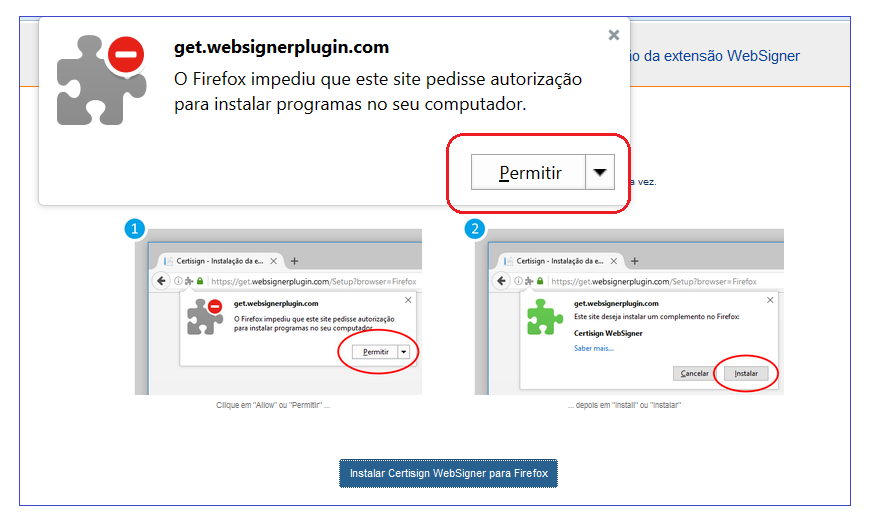 get.websignerplugin.com
O Firefox impediu que este site pedisse autorização
para instalar programas no seu computador.
Permitir
io da extensão WebSigner
a vez.
1
Certisign - Instalação da e...
https://get.websignerplugin.com/Setup?browser=Firefox
get.websignerplugin.com
O Firefox impediu que este site pedisse autorização
para instalar programas no seu computador.
Permitir
Clique em "Allow" ou "Permitir" ...
2
Certisign - Instalação da e...
https://get.websignerplugin.com/Setup?browser=Firefox
get.websignerplugin.com
Este site deseja instalar um complemento no Firefox:
Certisign WebSigner
Saber mais...
Cancelar
Instalar
... depois em "Install" ou "Instalar"
Instalar Certisign WebSigner para Firefox